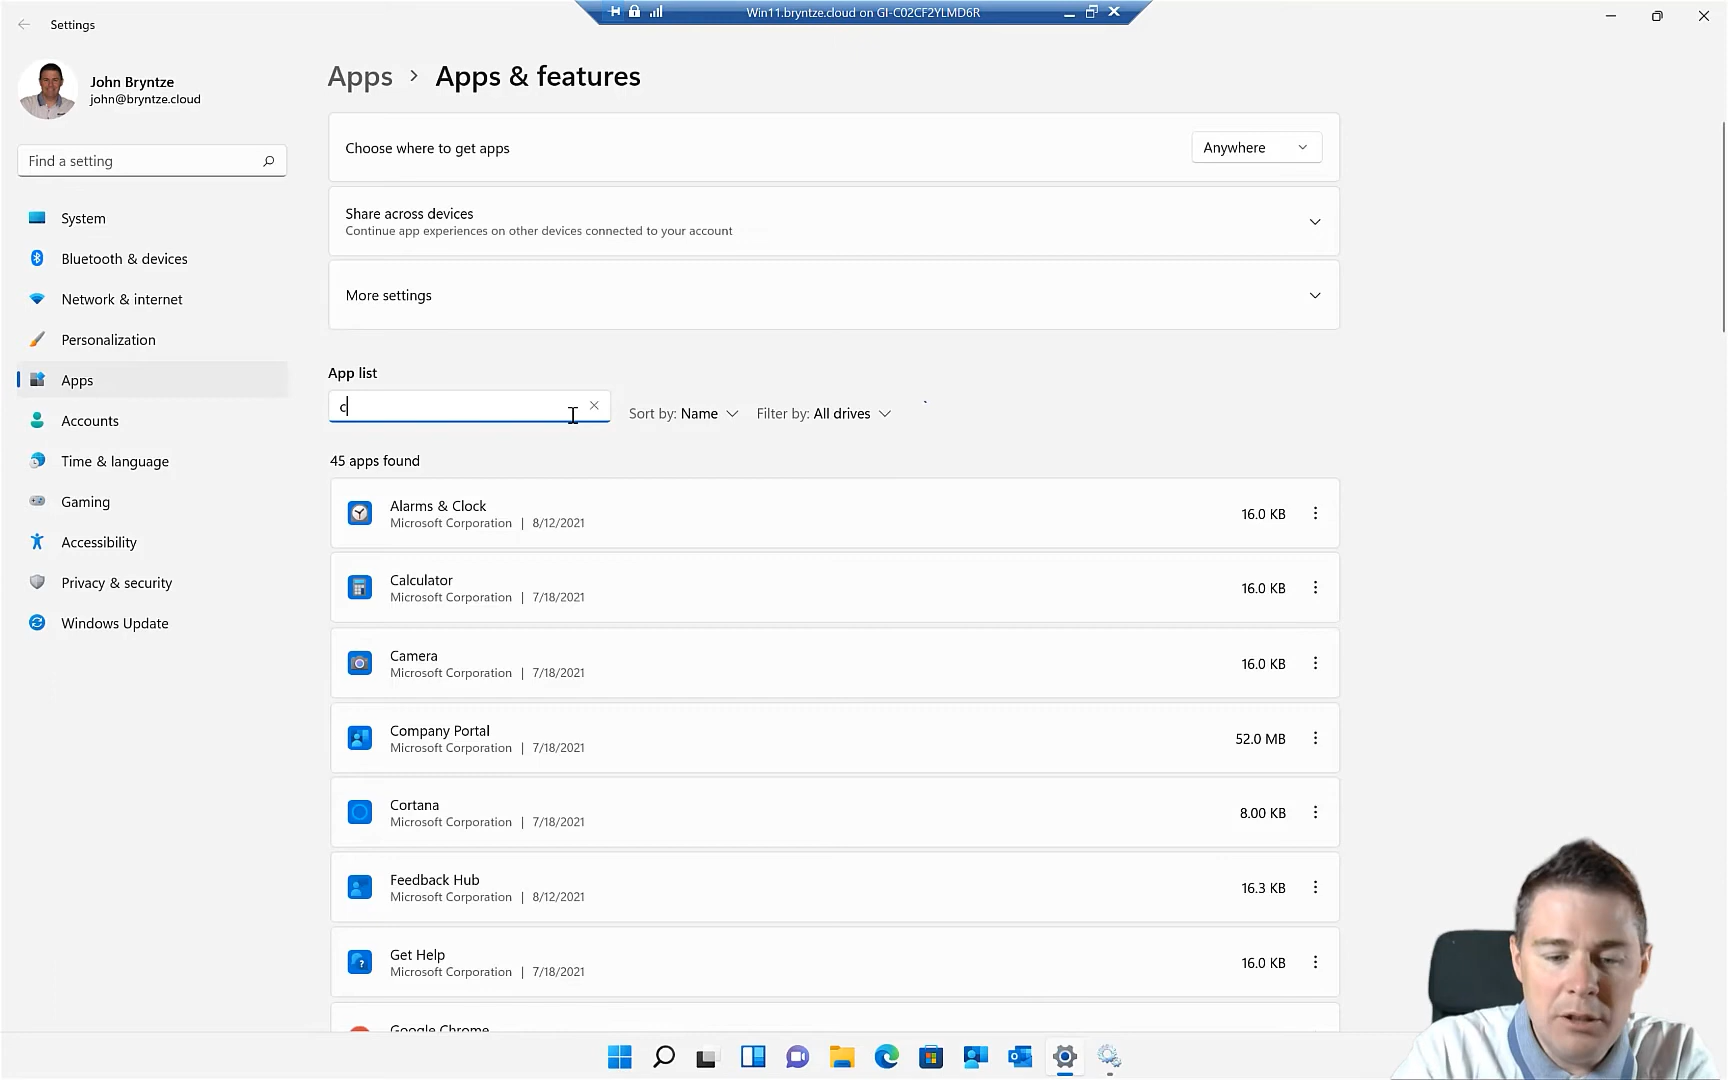 Win11.bryntze.cloud on GI-C02CF2YLMD6R
Settings
John Bryntze
john@bryntze.cloud
Find a setting
System
Bluetooth & devices
Network & internet
Personalization
Apps
Accounts
Time & language
Gaming
Accessibility
Privacy & security
Windows Update
Apps > Apps & features
Choose where to get apps
Anywhere
Share across devices
Continue app experiences on other devices connected to your account
More settings
App list
c
Sort by: Name
Filter by: All drives
45 apps found
Alarms & Clock
Microsoft Corporation | 8/12/2021
16.0 KB
Calculator
Microsoft Corporation | 7/18/2021
16.0 KB
Camera
Microsoft Corporation | 7/18/2021
16.0 KB
Company Portal
Microsoft Corporation | 7/18/2021
52.0 MB
Cortana
Microsoft Corporation | 7/18/2021
8.00 KB
Feedback Hub
Microsoft Corporation | 8/12/2021
16.3 KB
Get Help
Microsoft Corporation | 7/18/2021
16.0 KB
Google Chrome